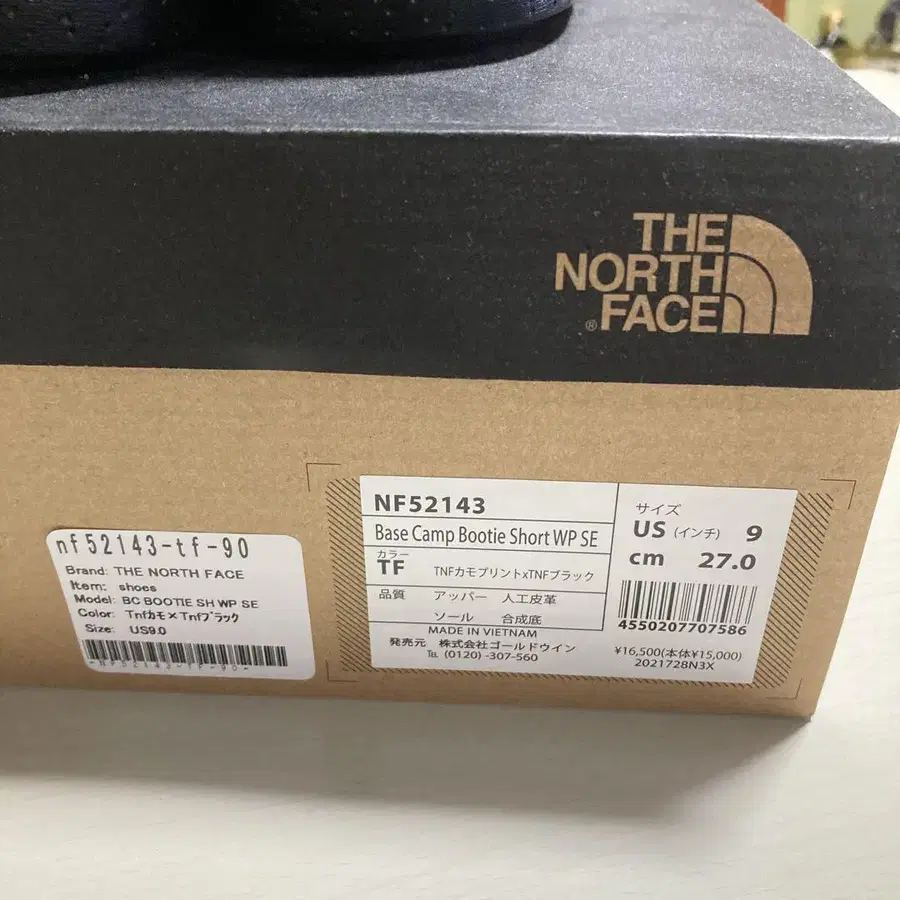 THE
NORTH
® FACE
nf52143-tf-90
Brand: THE NORTH FACE
Item: shoes
Model: BC BOOTIE SH WP SE
Color: Tnfカモ×Tnfブラック
Size: US9.0
-NF52143-TF-90-
NF52143
Base Camp Bootie Short WP SE
カラー
TF TNFカモプリントxTNFブラック
品質 アッパー 人工皮革
ソール 合成底
MADE IN VIETNAM
発売元 株式会社ゴールドウイン
TEL (0120) -307-560
サイズ
US (インチ) 9
cm 27.0
4550207707586
¥16,500(本体¥15,000)
2021728N3X